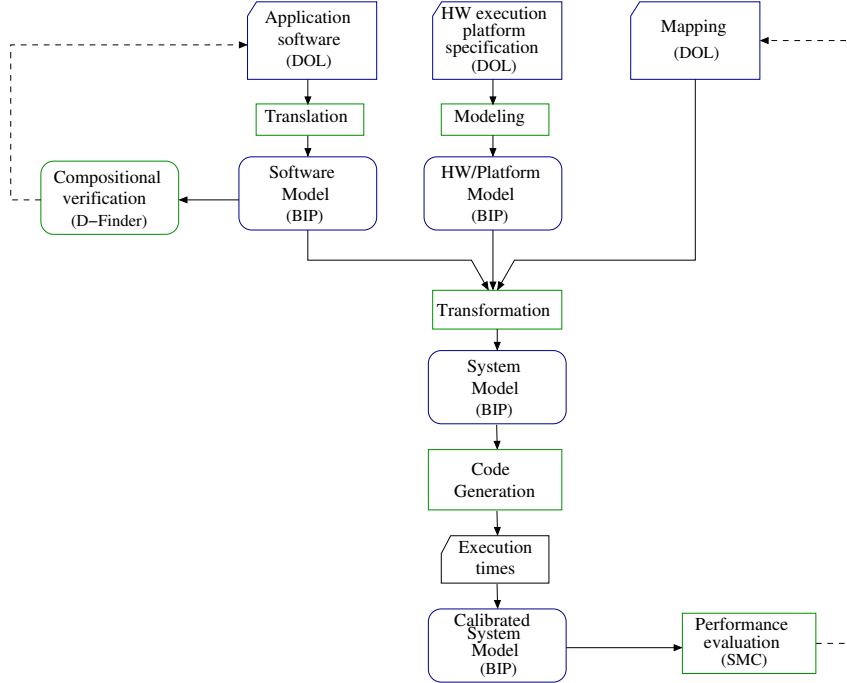 Application
software
(DOL)
HW execution
platform
specification
(DOL)
Mapping
(DOL)
Translation
Modeling
Compositional
verification
(D−Finder)
Software
Model
(BIP)
HW/Platform
Model
(BIP)
Transformation
System
Model
(BIP)
Code
Generation
Execution
times
Calibrated
System
Model
(BIP)
Performance
evaluation
(SMC)